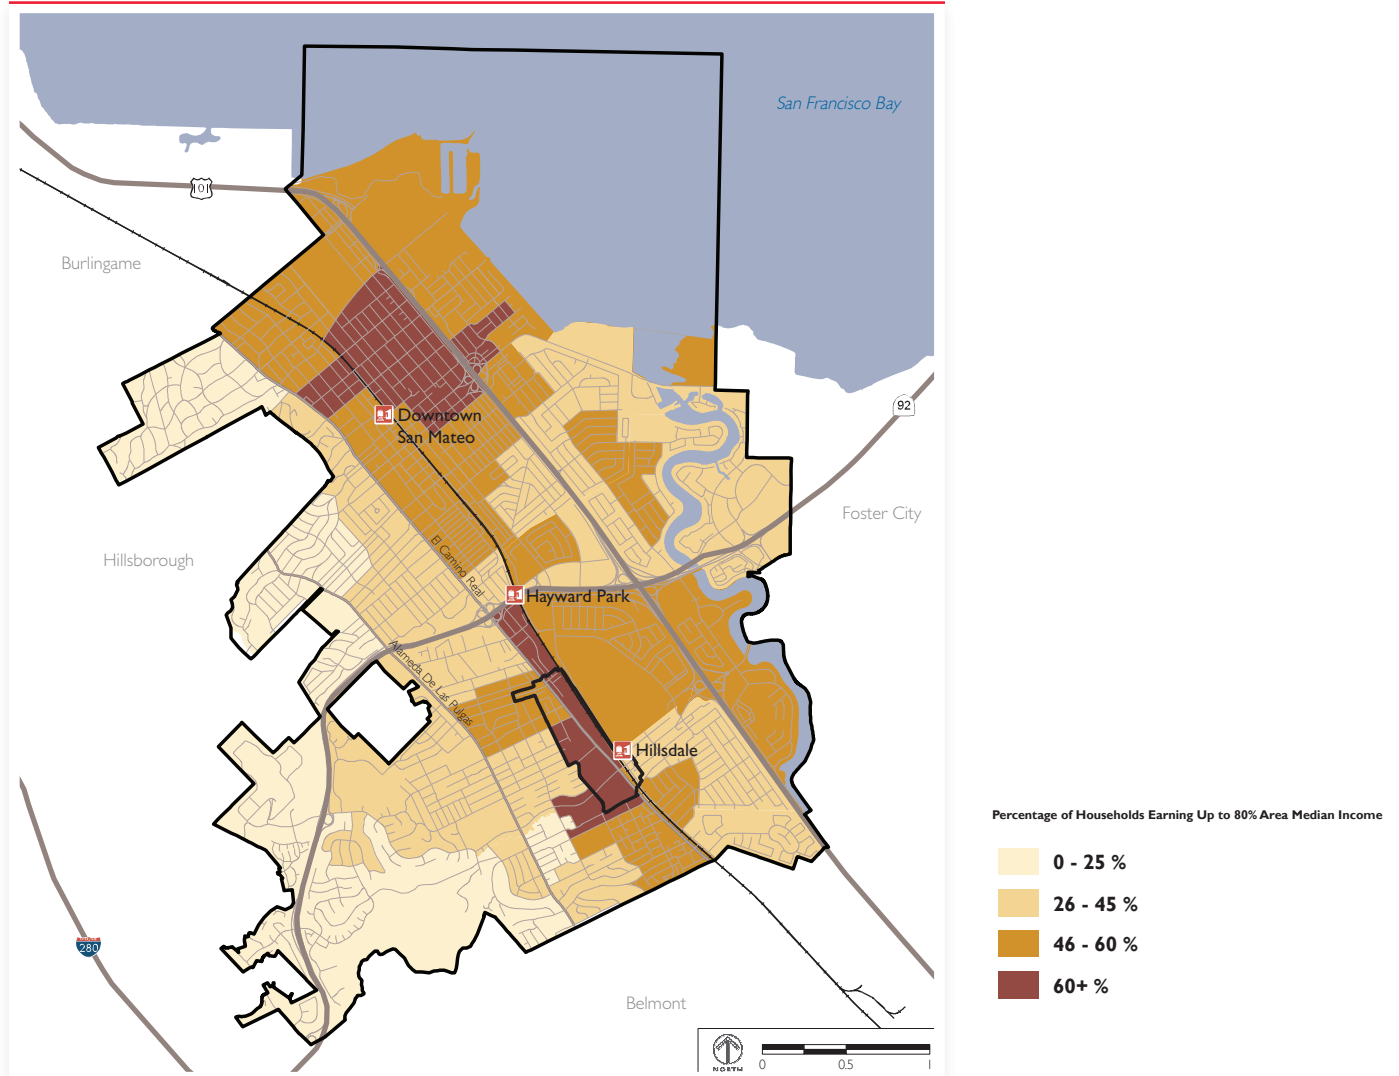 San Francisco Bay
101
Burlingame
92
Downtown
San Mateo
Foster City
El Camino Real
Hillsborough
Hayward Park
Alameda De Las Pulgas
Hillsdale
Percentage of Households Earning Up to 80% Area Median Income
0 - 25 %
26 - 45 %
46 - 60 %
60+ %
280
Belmont
NORTH
0 0.5 1